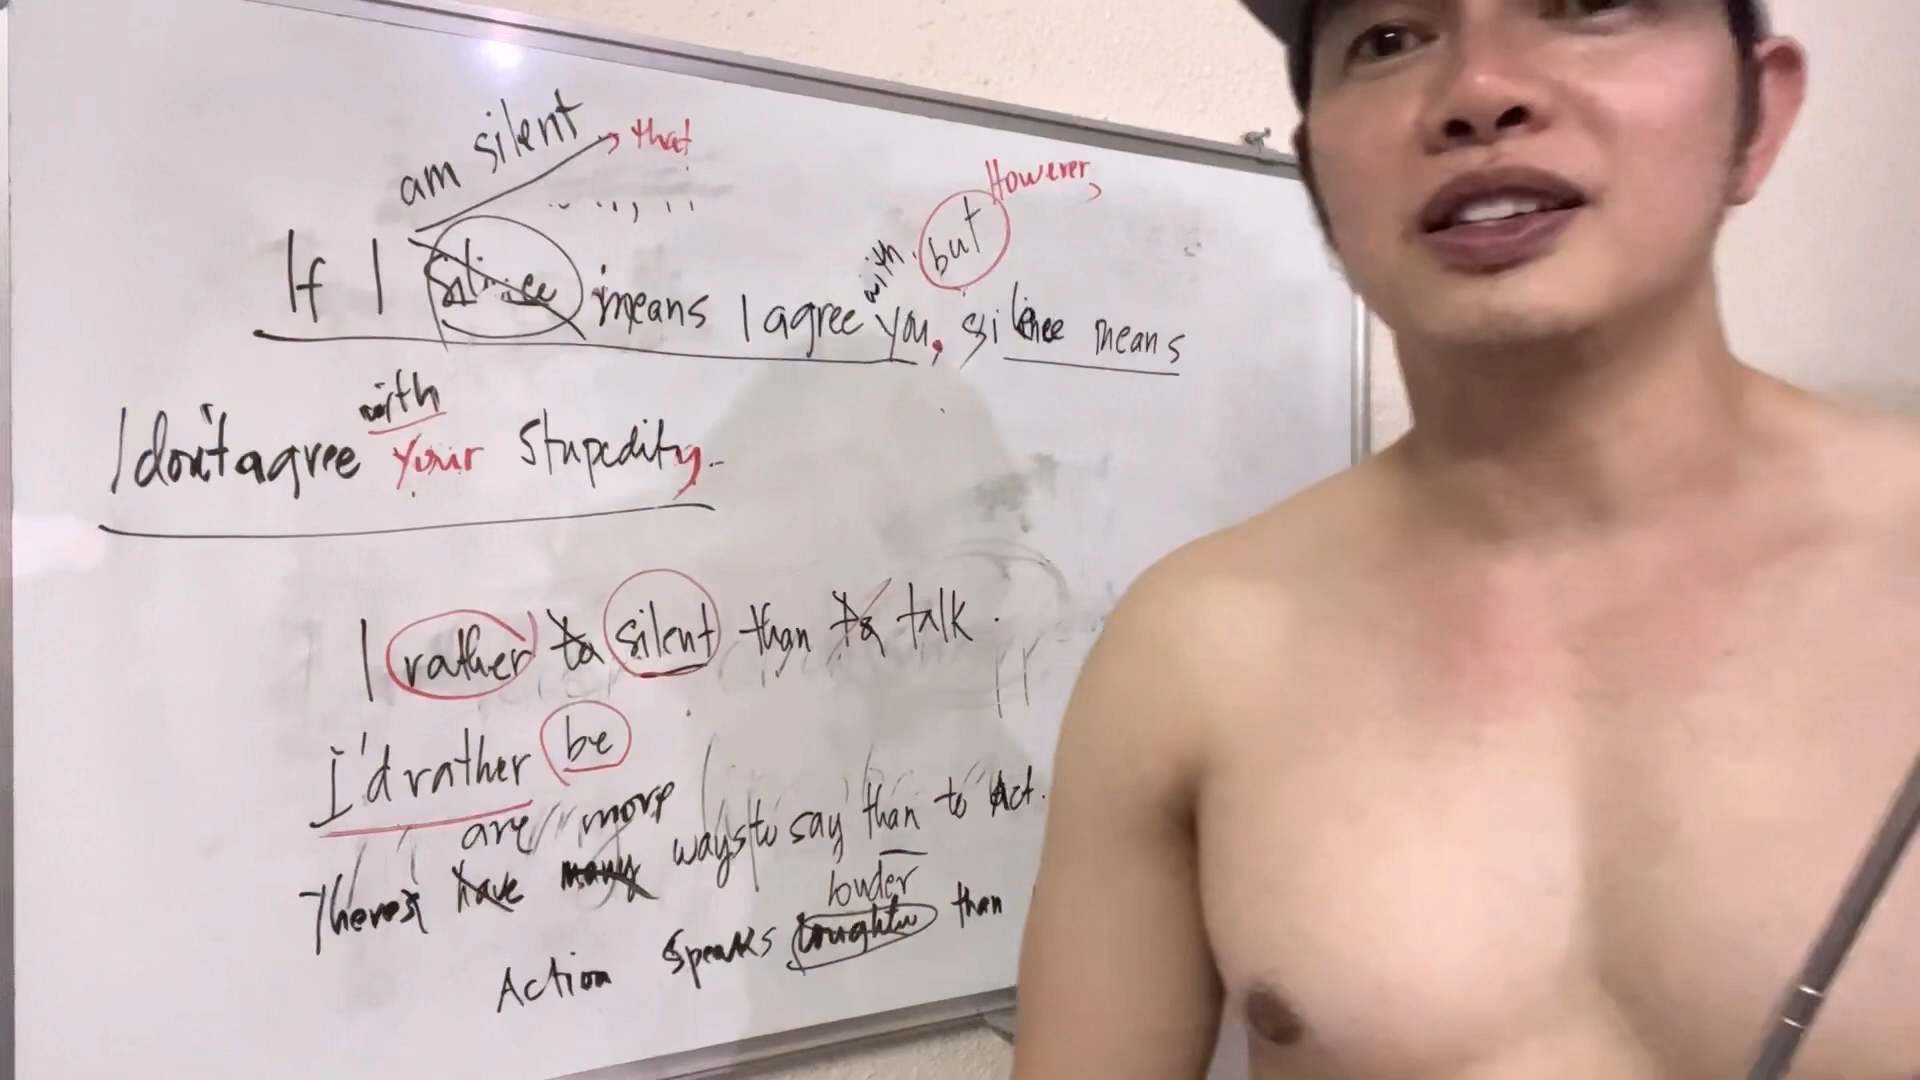 am silent → that
However,
with. but
If I silince means I agree you, silence means
with
I don't agree your stupedity.
I rather to silent than to talk.
I'd rather be
are more
There's have many ways to say than to Act.
louder
Action speaks than